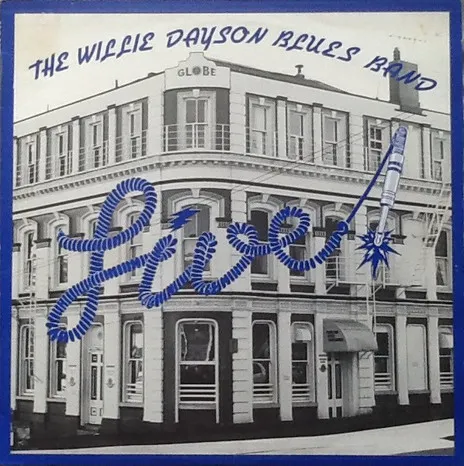 THE WILLIE DAYSON BLUES BAND
GLOBE
Live!